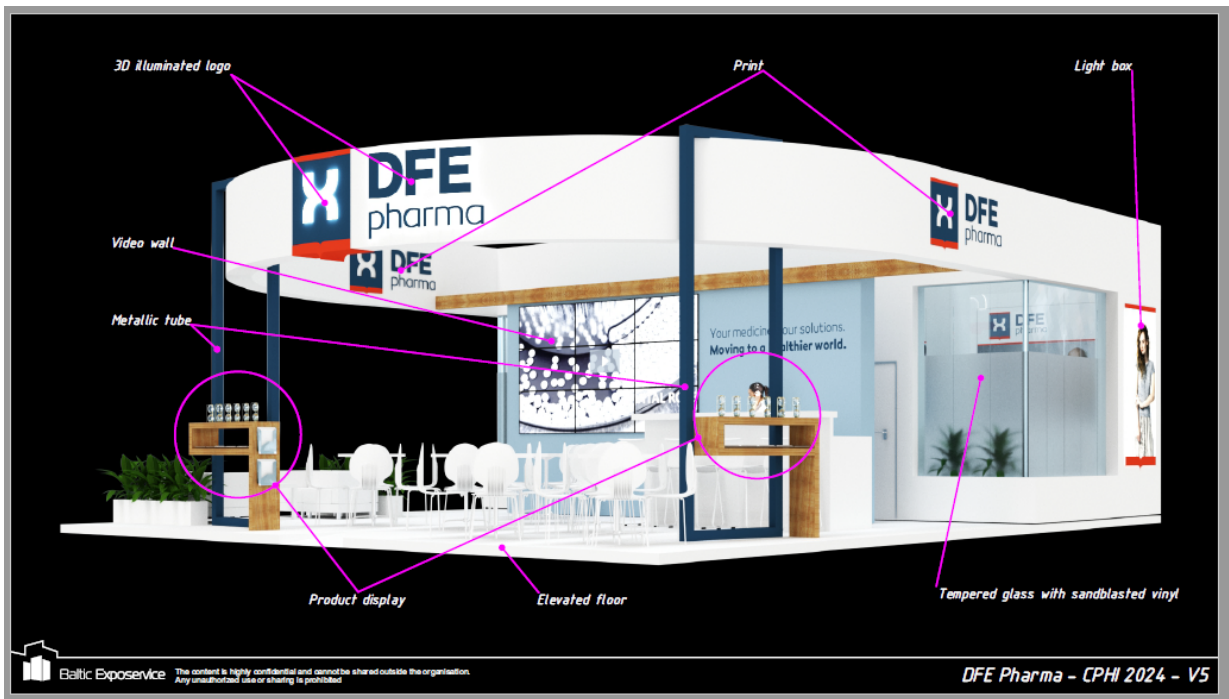 3D illuminated logo
Print
Light box
DFE
pharma
DFE
pharma
Video wall
DFE
pharma
Metallic tube
DFE
Your medicine, our solutions.
Moving to a healthier world.
Product display
Elevated floor
Tempered glass with sandblasted vinyl
Baltic Exposervice
The content is highly confidential and cannot be shared outside the organisation.
Any unauthorized use or sharing is prohibited
DFE Pharma - CPHI 2024 - V5